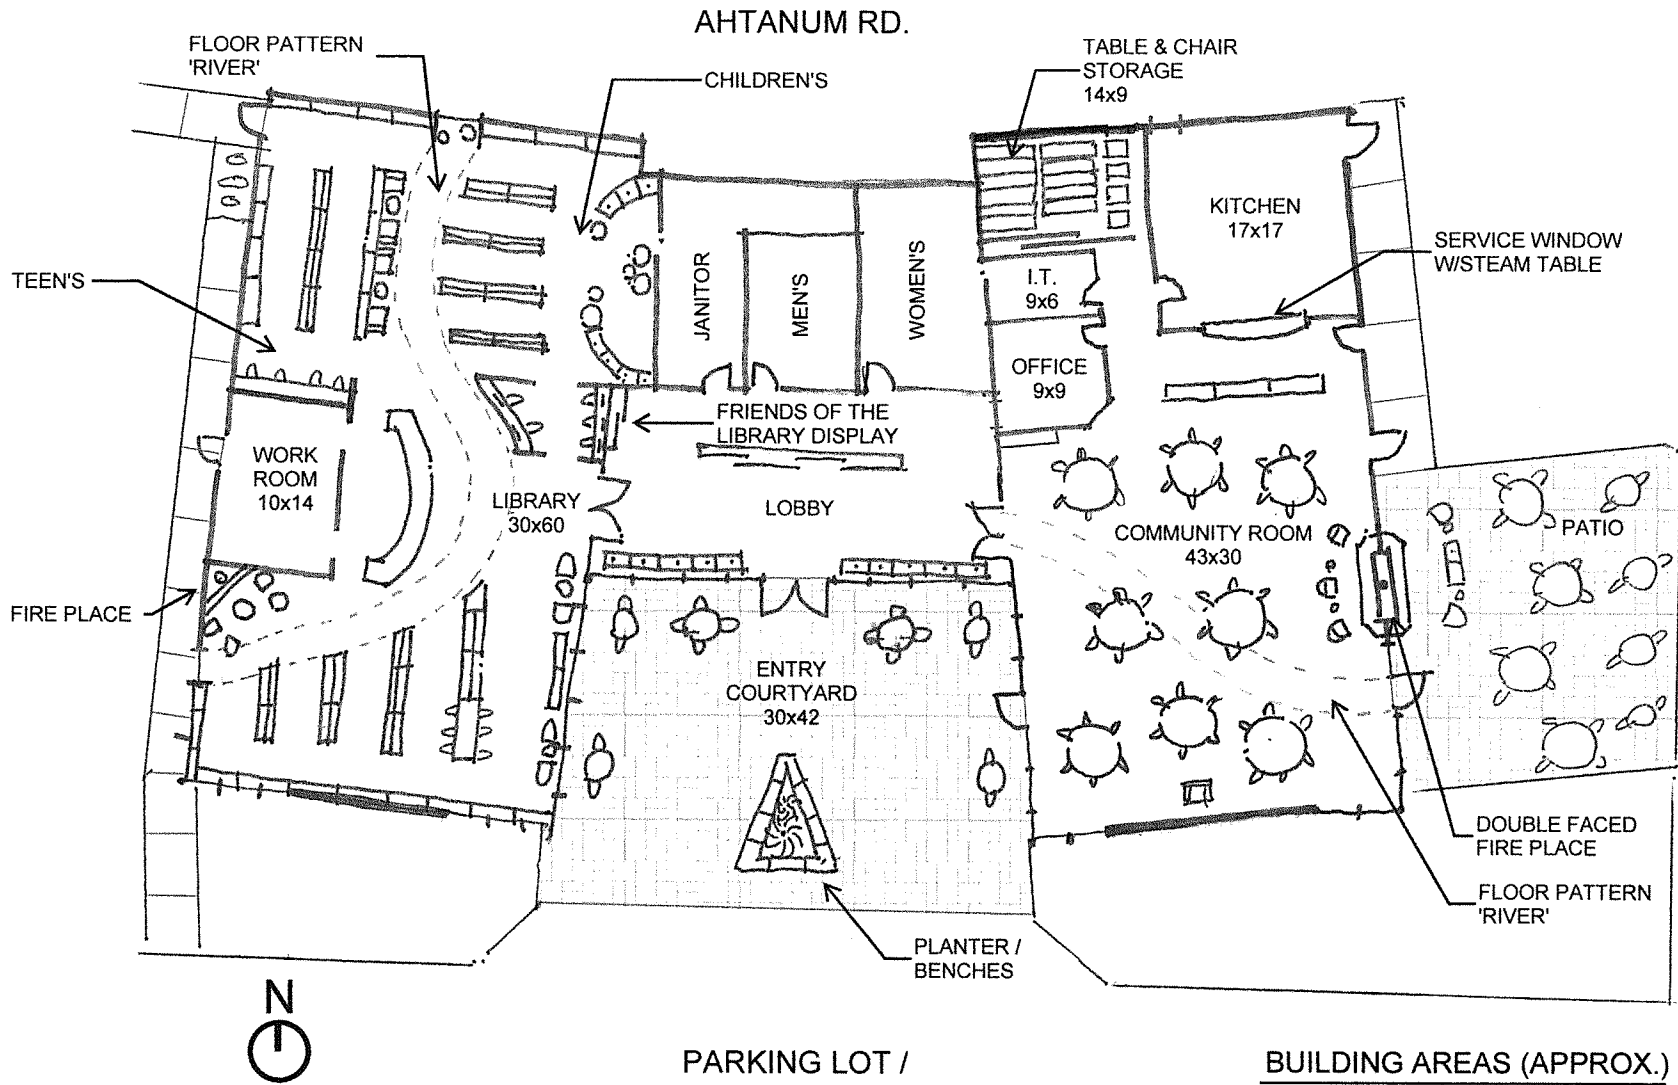 AHTANUM RD.
FLOOR PATTERN
'RIVER'
CHILDREN'S
TABLE & CHAIR
STORAGE
14x9
KITCHEN
17x17
SERVICE WINDOW
W/STEAM TABLE
TEEN'S
JANITOR
MEN'S
WOMEN'S
I.T.
9x6
OFFICE
9x9
FRIENDS OF THE
LIBRARY DISPLAY
WORK
ROOM
10x14
LIBRARY
30x60
LOBBY
COMMUNITY ROOM
43x30
PATIO
FIRE PLACE
ENTRY
COURTYARD
30x42
DOUBLE FACED
FIRE PLACE
FLOOR PATTERN
'RIVER'
PLANTER /
BENCHES
N
PARKING LOT /
BUILDING AREAS (APPROX.)